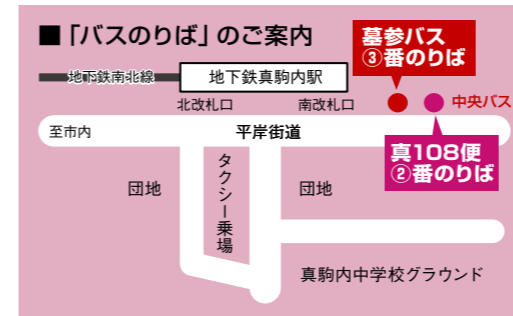 ■「バスのりば」のご案内
墓参バス
③番のりば
地下鉄南北線
地下鉄真駒内駅
北改札口
南改札口
中央バス
至市内
平岸街道
真108便
②番のりば
団地
タクシー乗場
団地
真駒内中学校グラウンド